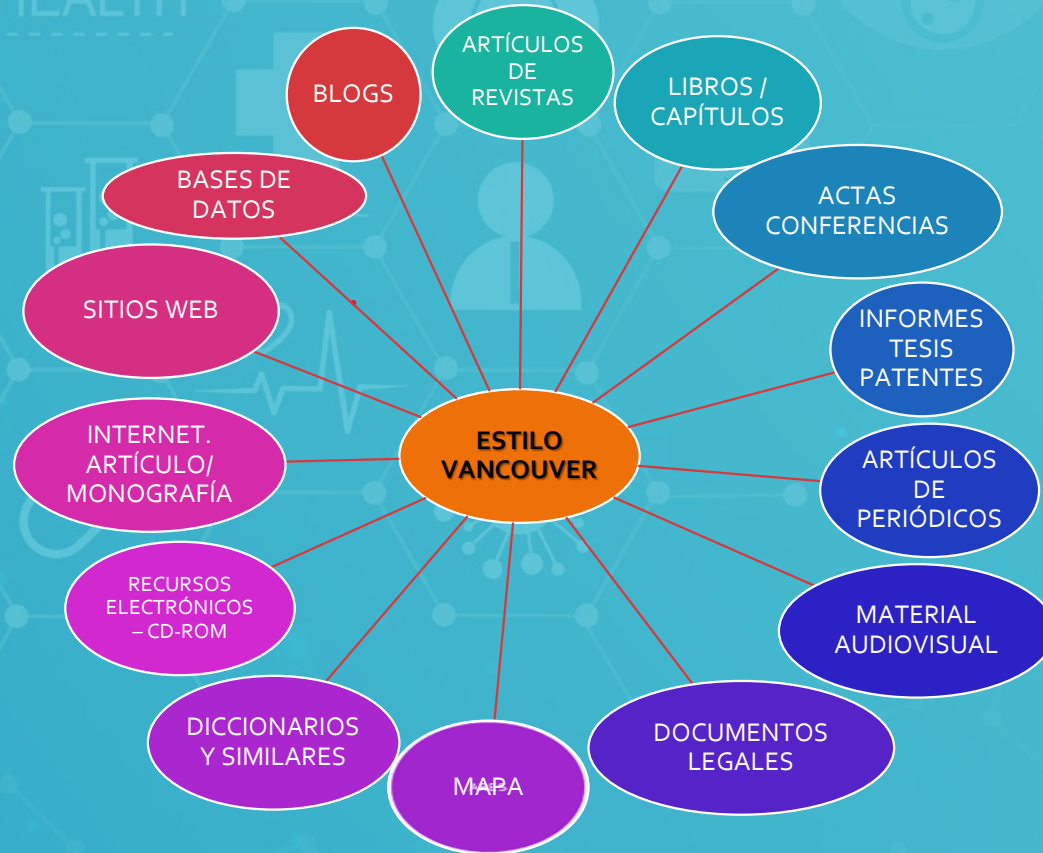 HEALTH
ARTÍCULOS
DE
REVISTAS
LIBROS /
CAPÍTULOS
ACTAS
CONFERENCIAS
INFORMES
TESIS
PATENTES
ARTÍCULOS
DE
PERIÓDICOS
MATERIAL
AUDIOVISUAL
DOCUMENTOS
LEGALES
MAPA
DICCIONARIOS
Y SIMILARES
RECURSOS
ELECTRÓNICOS
– CD-ROM
INTERNET.
ARTÍCULO/
MONOGRAFÍA
SITIOS WEB
BASES DE
DATOS
BLOGS
ESTILO
VANCOUVER